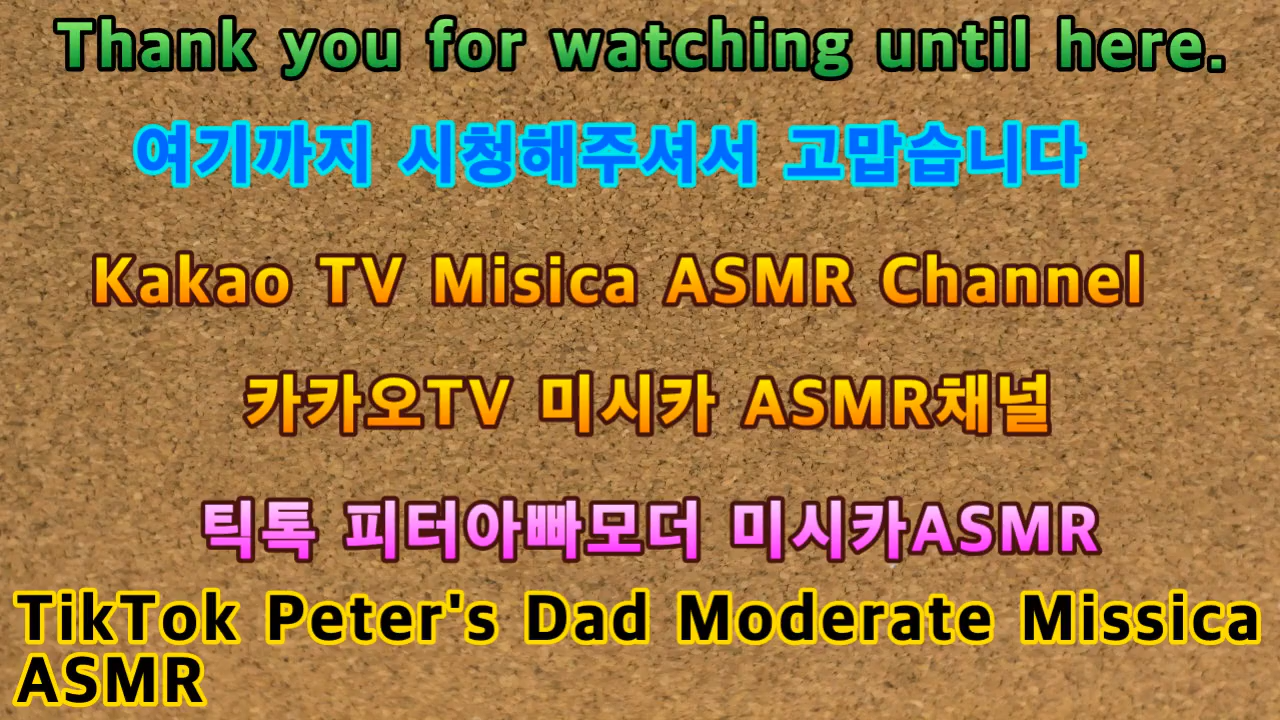 Thank you for watching until here.
여기까지 시청해주셔서 고맙습니다
Kakao TV Misica ASMR Channel
카카오TV 미시카 ASMR채널
틱톡 피터아빠모더 미시카ASMR
TikTok Peter's Dad Moderate Missica
ASMR